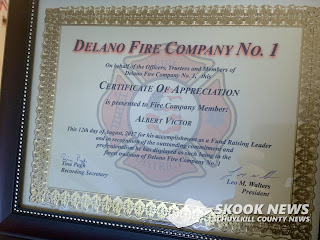 DELANO FIRE COMPANY NO. 1
On behalf of the Officers, Trustees and Members of
Delano Fire Company No. 1, this
CERTIFICATE OF APPRECIATION
is presented to Fire Company Member:
ALBERT VICTOR
This 12th day of August, 2017 for his accomplishment as a Fund Raising Leader
and in recognition of the outstanding commitment and
professionalism he has displayed as such being in the
finest tradition of Delano Fire Company No. 1
Tina Pugh
Recording Secretary
Leo M. Walters
President
SKOOK NEWS
SCHUYLKILL COUNTY NEWS